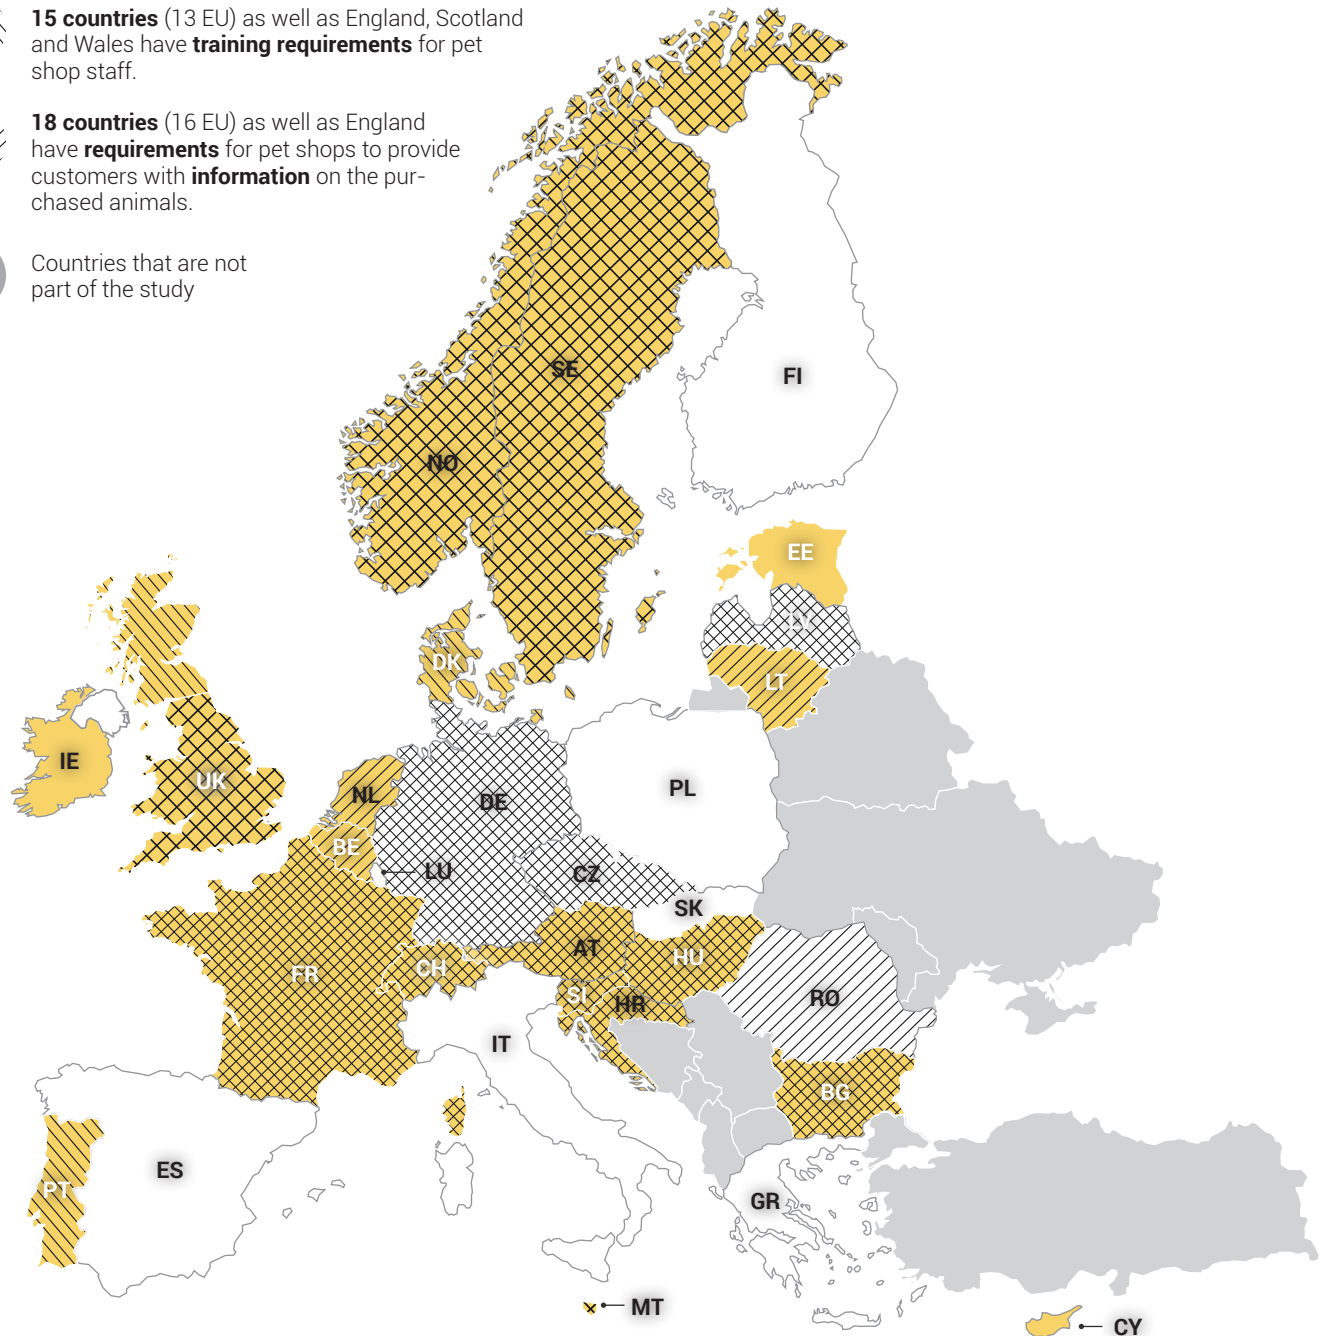 15 countries (13 EU) as well as England, Scotland
and Wales have training requirements for pet
shop staff.
18 countries (16 EU) as well as England
have requirements for pet shops to provide
customers with information on the pur-
chased animals.
Countries that are not
part of the study
SE
FI
NO
EE
LV
DK
LT
IE
UK
NL
DE
PL
BE
LU
CZ
SK
AT
HU
FR
CH
SI
HR
RO
IT
BG
ES
PT
GR
MT
CY